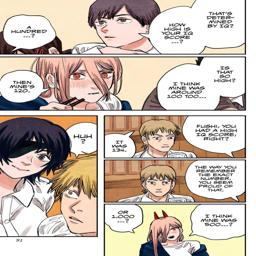 THAT'S
DETER-
MINED
BY IQ?
HOW
HIGH IS
YOUR IQ
SCORE
...?
A
HUNDRED
...?
IS
THAT
SO
HIGH?
I THINK
MINE WAS
AROUND
100 TOO...
THEN
MINE'S
120.
FUSHI, YOU
HAD A HIGH
IQ SCORE,
RIGHT?
IT
WAS
134.
HUH
?
THE WAY YOU
REMEMBER
THE EXACT
NUMBER,
YOU SEEM
PROUD OF
THAT.
I THINK
MINE WAS
500...?
OR
1,000
...?